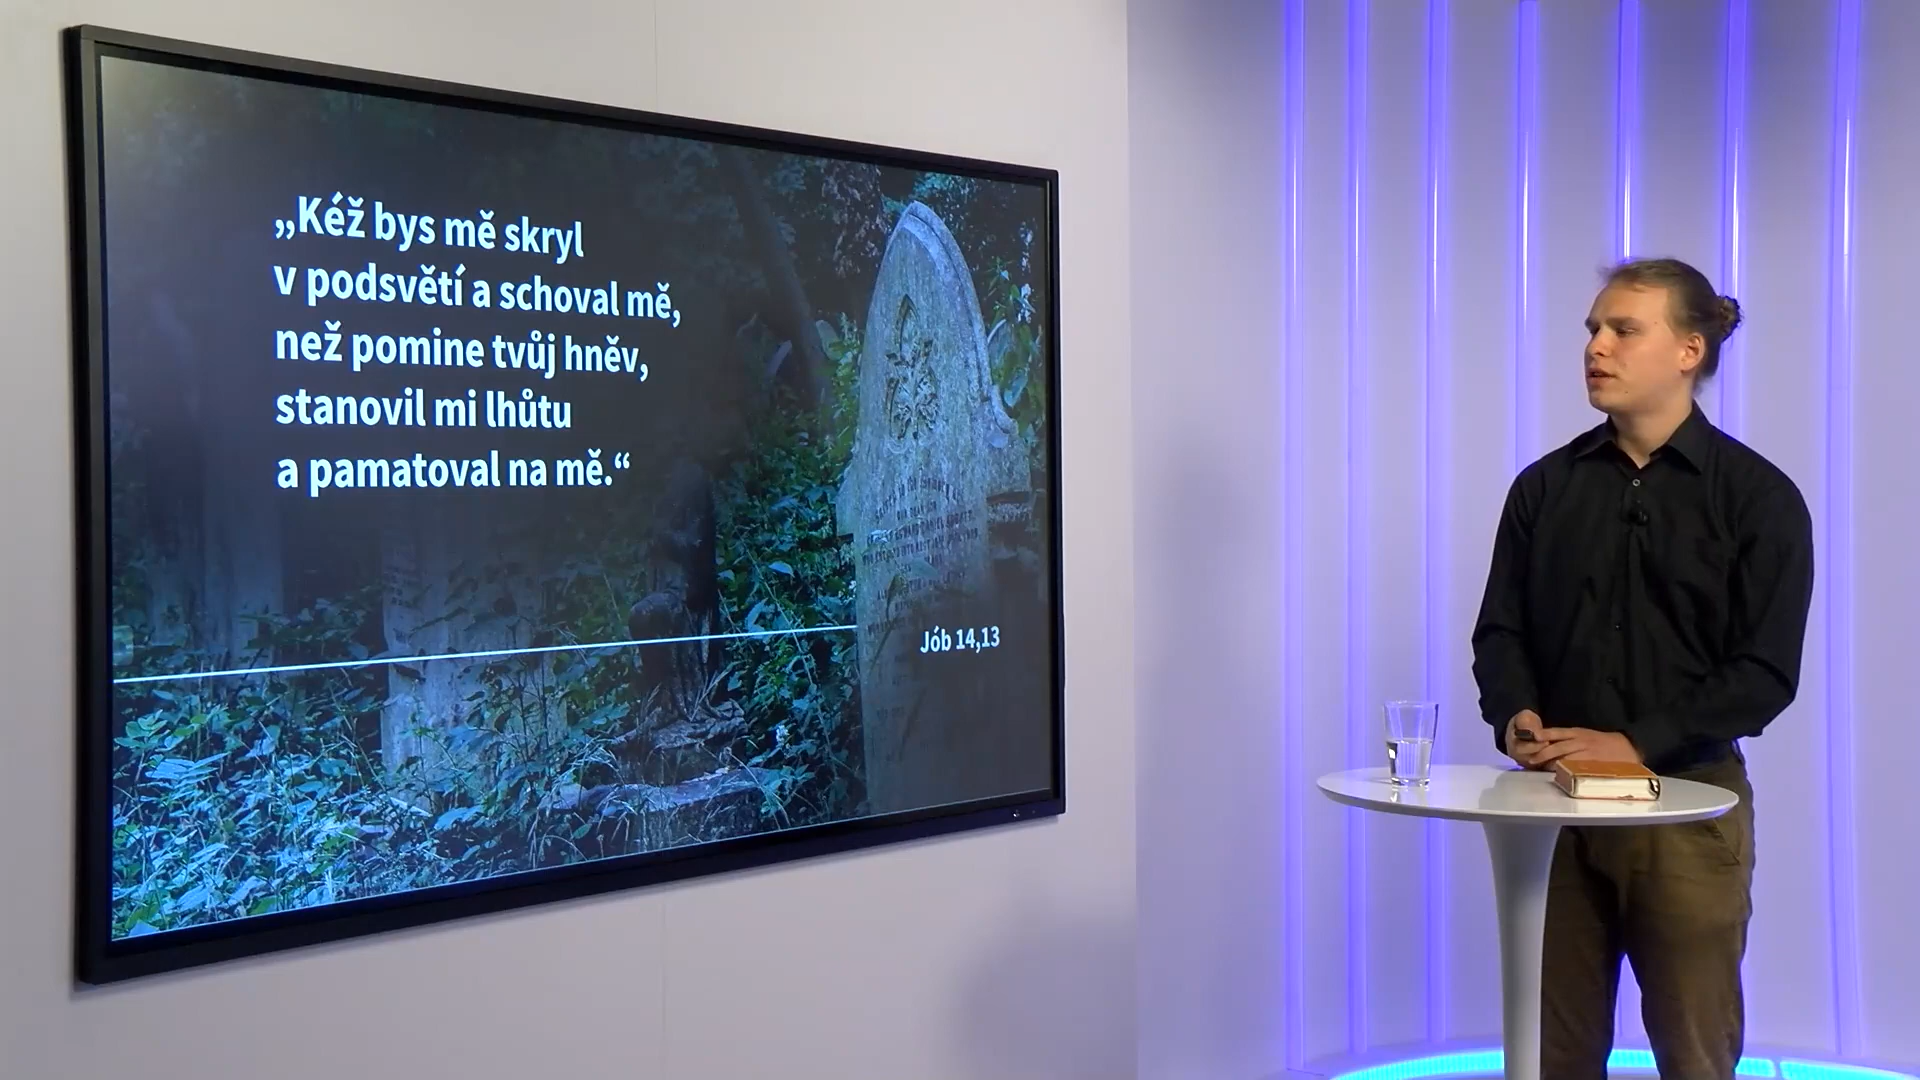 „Kéž bys mě skryl
v podsvětí a schoval mě,
než pomine tvůj hněv,
stanovil mi lhůtu
a pamatoval na mě.“
Jób 14,13